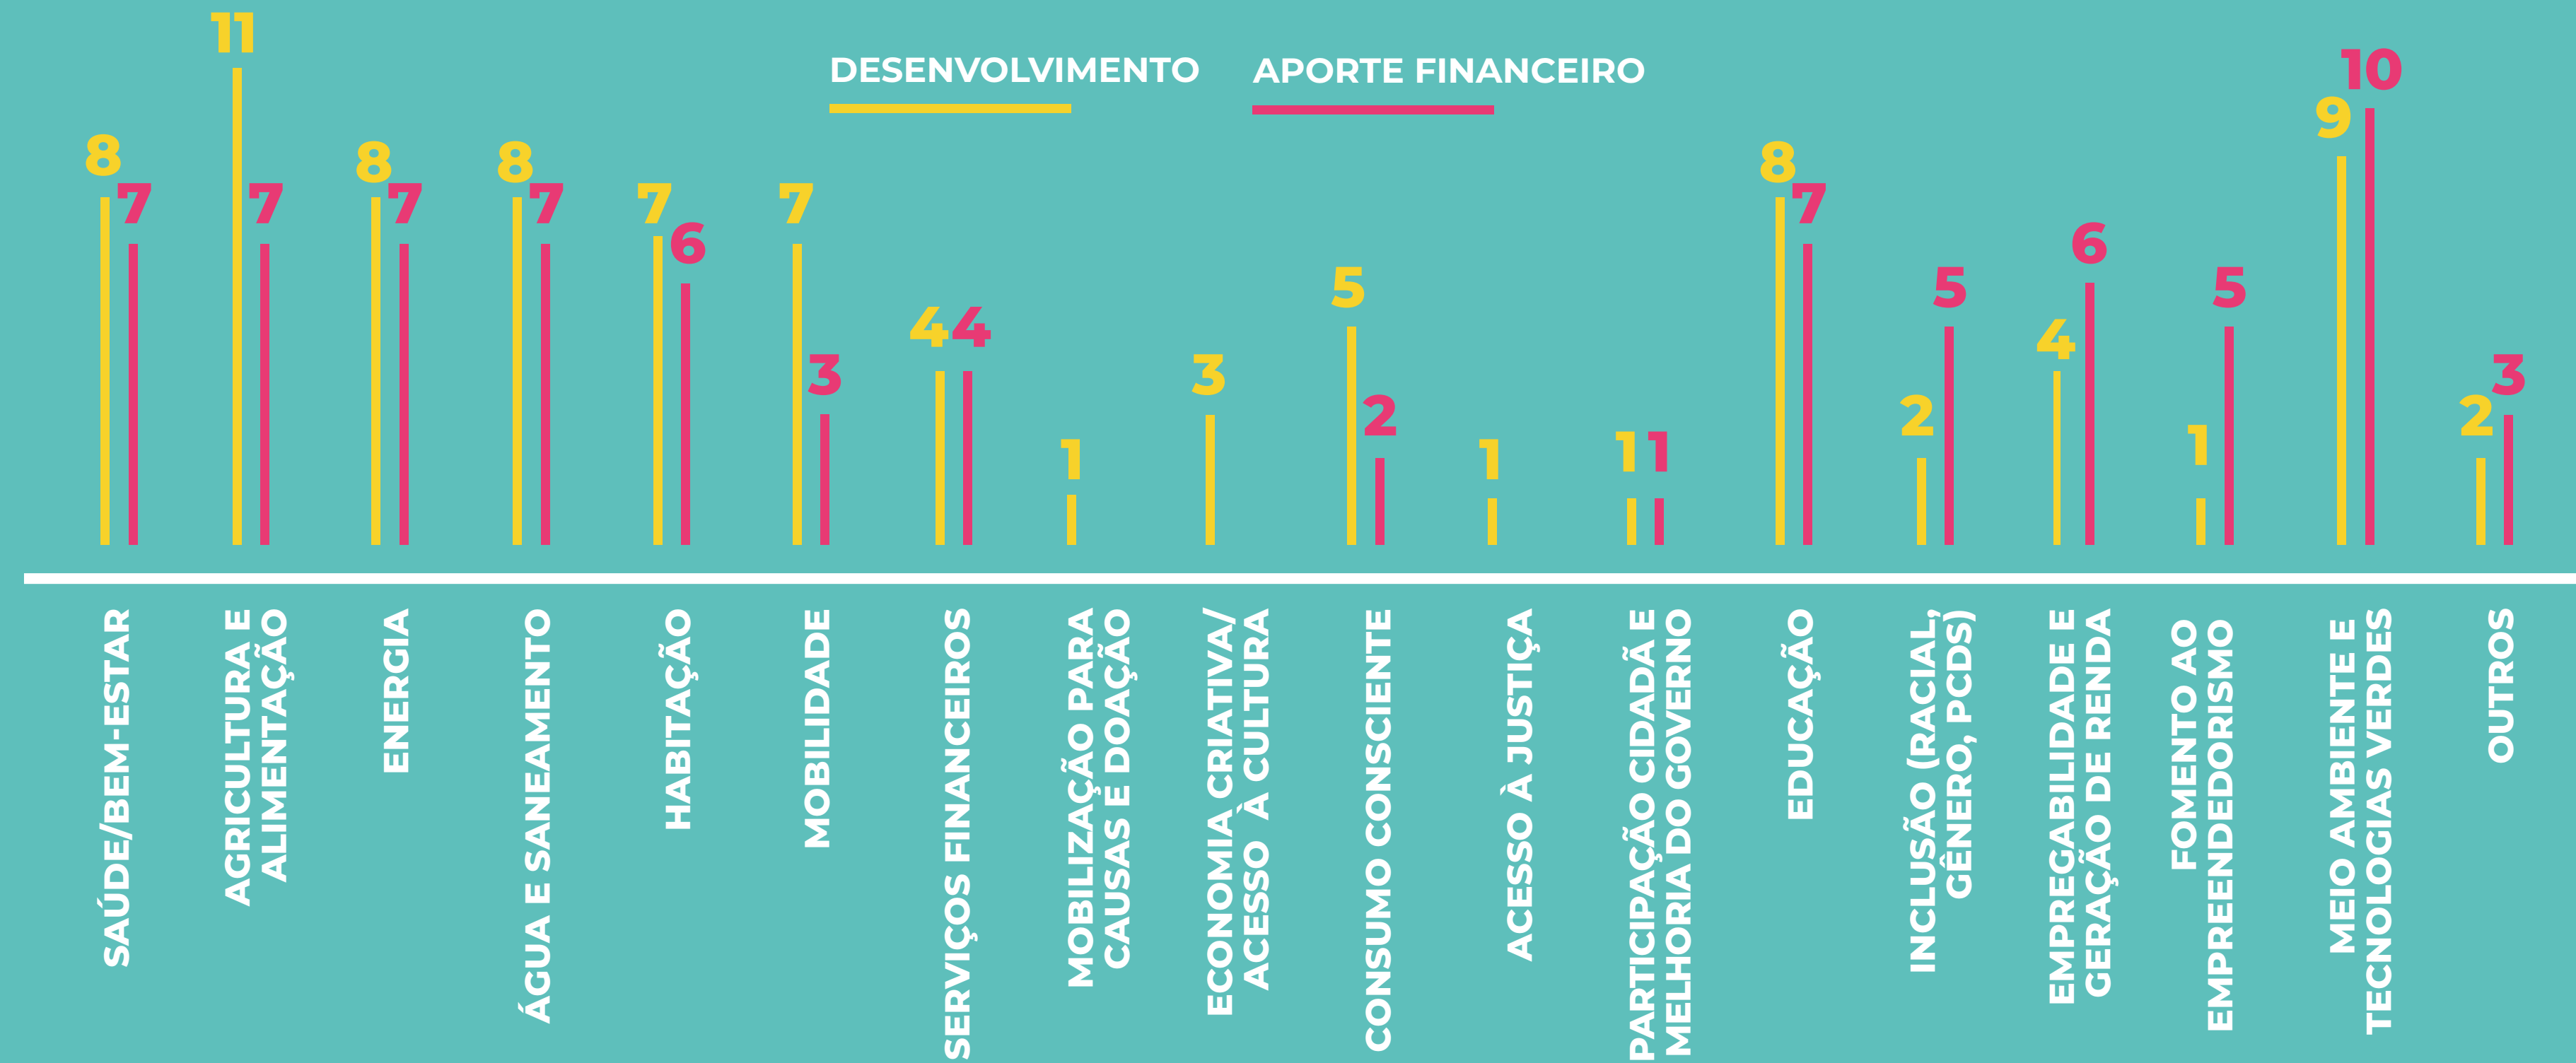 DESENVOLVIMENTO
APORTE FINANCEIRO
8
7
11
7
8
7
8
7
7
6
7
3
4
4
1
3
5
2
1
1
1
8
7
2
5
4
6
1
5
9
10
2
3
SAÚDE/BEM-ESTAR
AGRICULTURA E
ALIMENTAÇÃO
ENERGIA
ÁGUA E SANEAMENTO
HABITAÇÃO
MOBILIDADE
SERVIÇOS FINANCEIROS
MOBILIZAÇÃO PARA
CAUSAS E DOAÇÃO
ECONOMIA CRIATIVA/
ACESSO À CULTURA
CONSUMO CONSCIENTE
ACESSO À JUSTIÇA
PARTICIPAÇÃO CIDADÃ E
MELHORIA DO GOVERNO
EDUCAÇÃO
INCLUSÃO (RACIAL,
GÊNERO, PCDS)
EMPREGABILIDADE E
GERAÇÃO DE RENDA
FOMENTO AO
EMPREENDEDORISMO
MEIO AMBIENTE E
TECNOLOGIAS VERDES
OUTROS